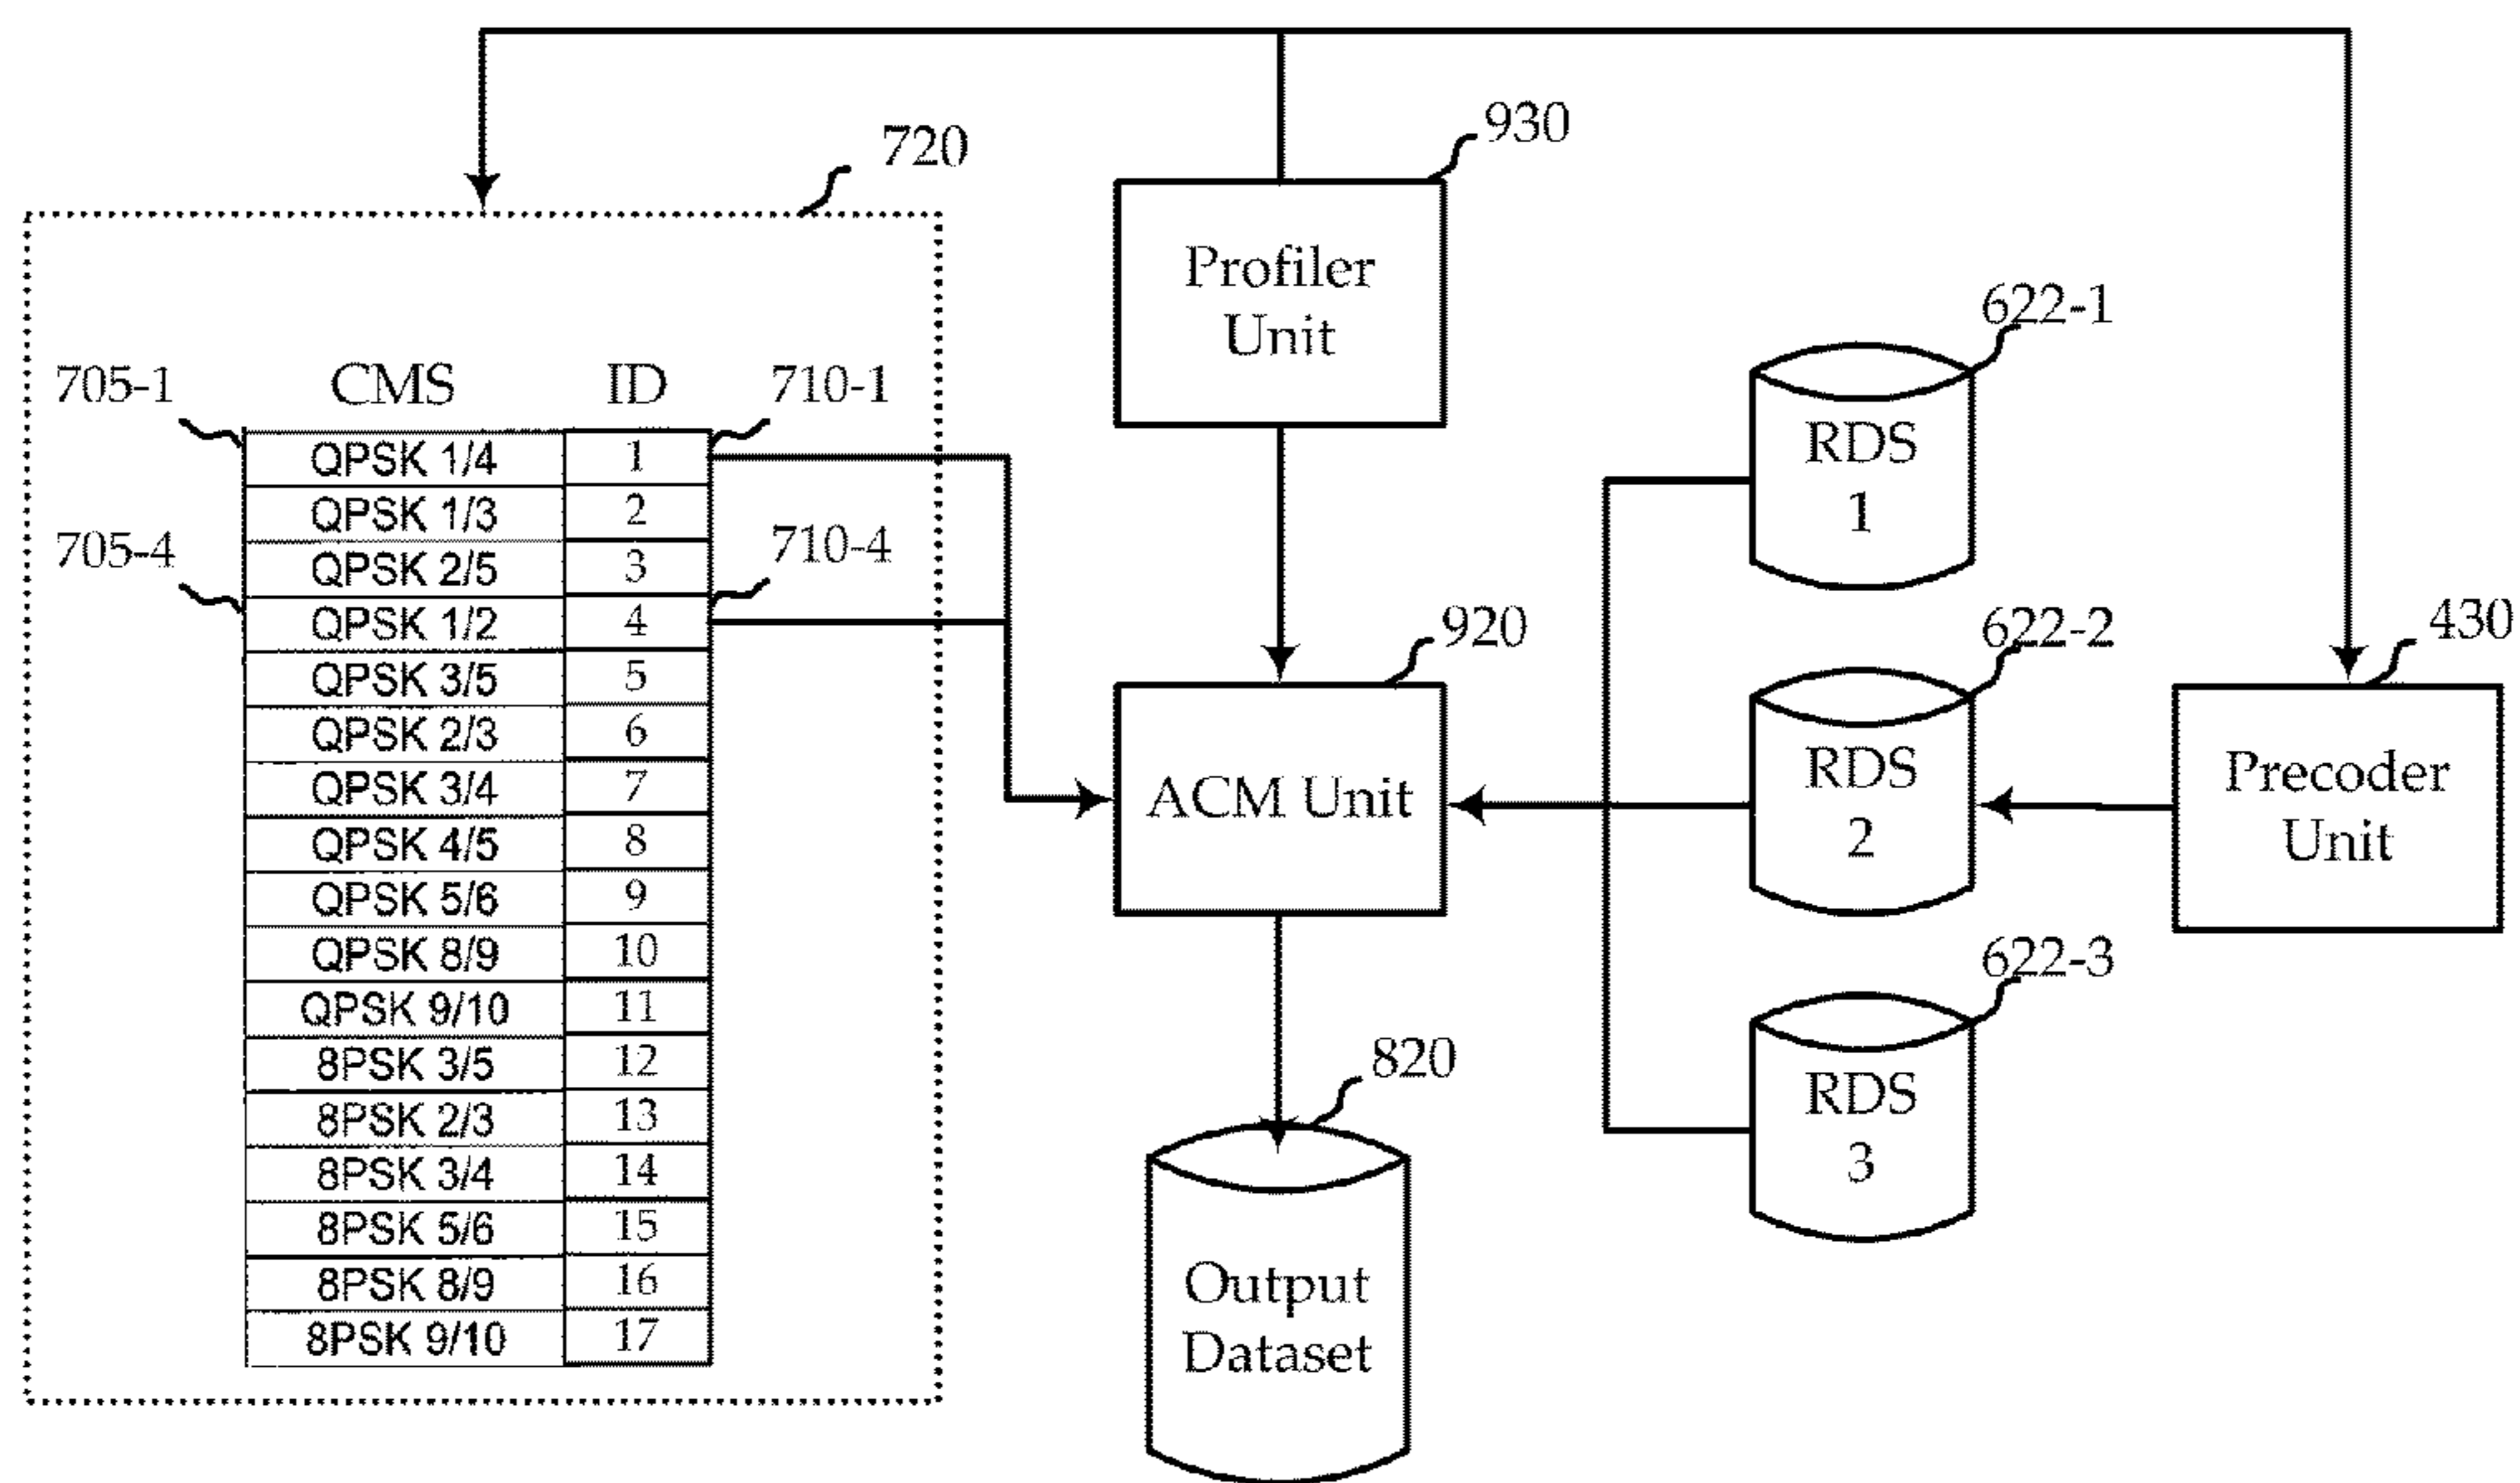 930
720
Profiler
Unit
622-1
705-1 CMS ID 710-1
RDS
1
QPSK 1/4 1
QPSK 1/3 2
705-4 710-4
QPSK 2/5 3
QPSK 1/2 4
920
622-2
430
QPSK 3/5 5
QPSK 2/3 6
QPSK 3/4 7
QPSK 4/5 8
QPSK 5/6 9
QPSK 8/9 10
QPSK 9/10 11
8PSK 3/5 12
8PSK 2/3 13
8PSK 3/4 14
8PSK 5/6 15
8PSK 8/9 16
8PSK 9/10 17
ACM Unit
RDS
2
Precoder
Unit
622-3
RDS
3
820
Output
Dataset